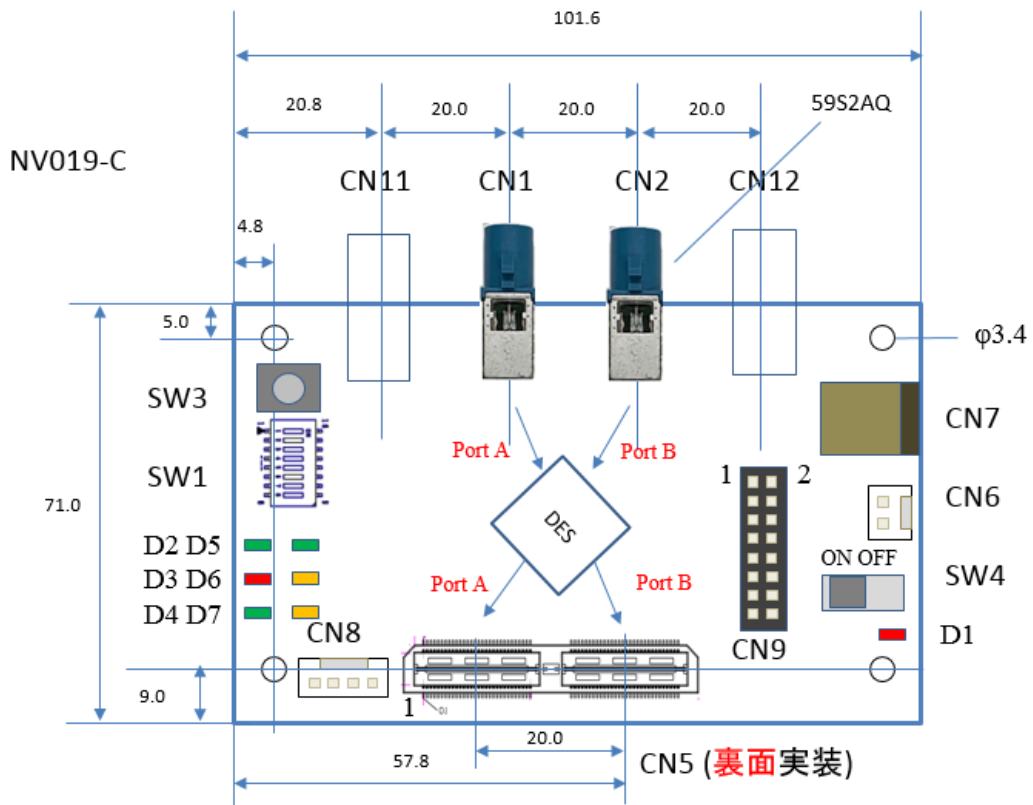 101.6
20.8
20.0
20.0
20.0
59S2AQ
NV019-C
CN11
CN1
CN2
CN12
4.8
5.0
φ3.4
SW3
CN7
Port A
Port B
SW1
1
2
CN6
71.0
DES
D2 D5
ON OFF
D3 D6
Port A
Port B
SW4
D4 D7
CN8
CN9
D1
9.0
1
20.0
57.8
CN5 (裏面実装)